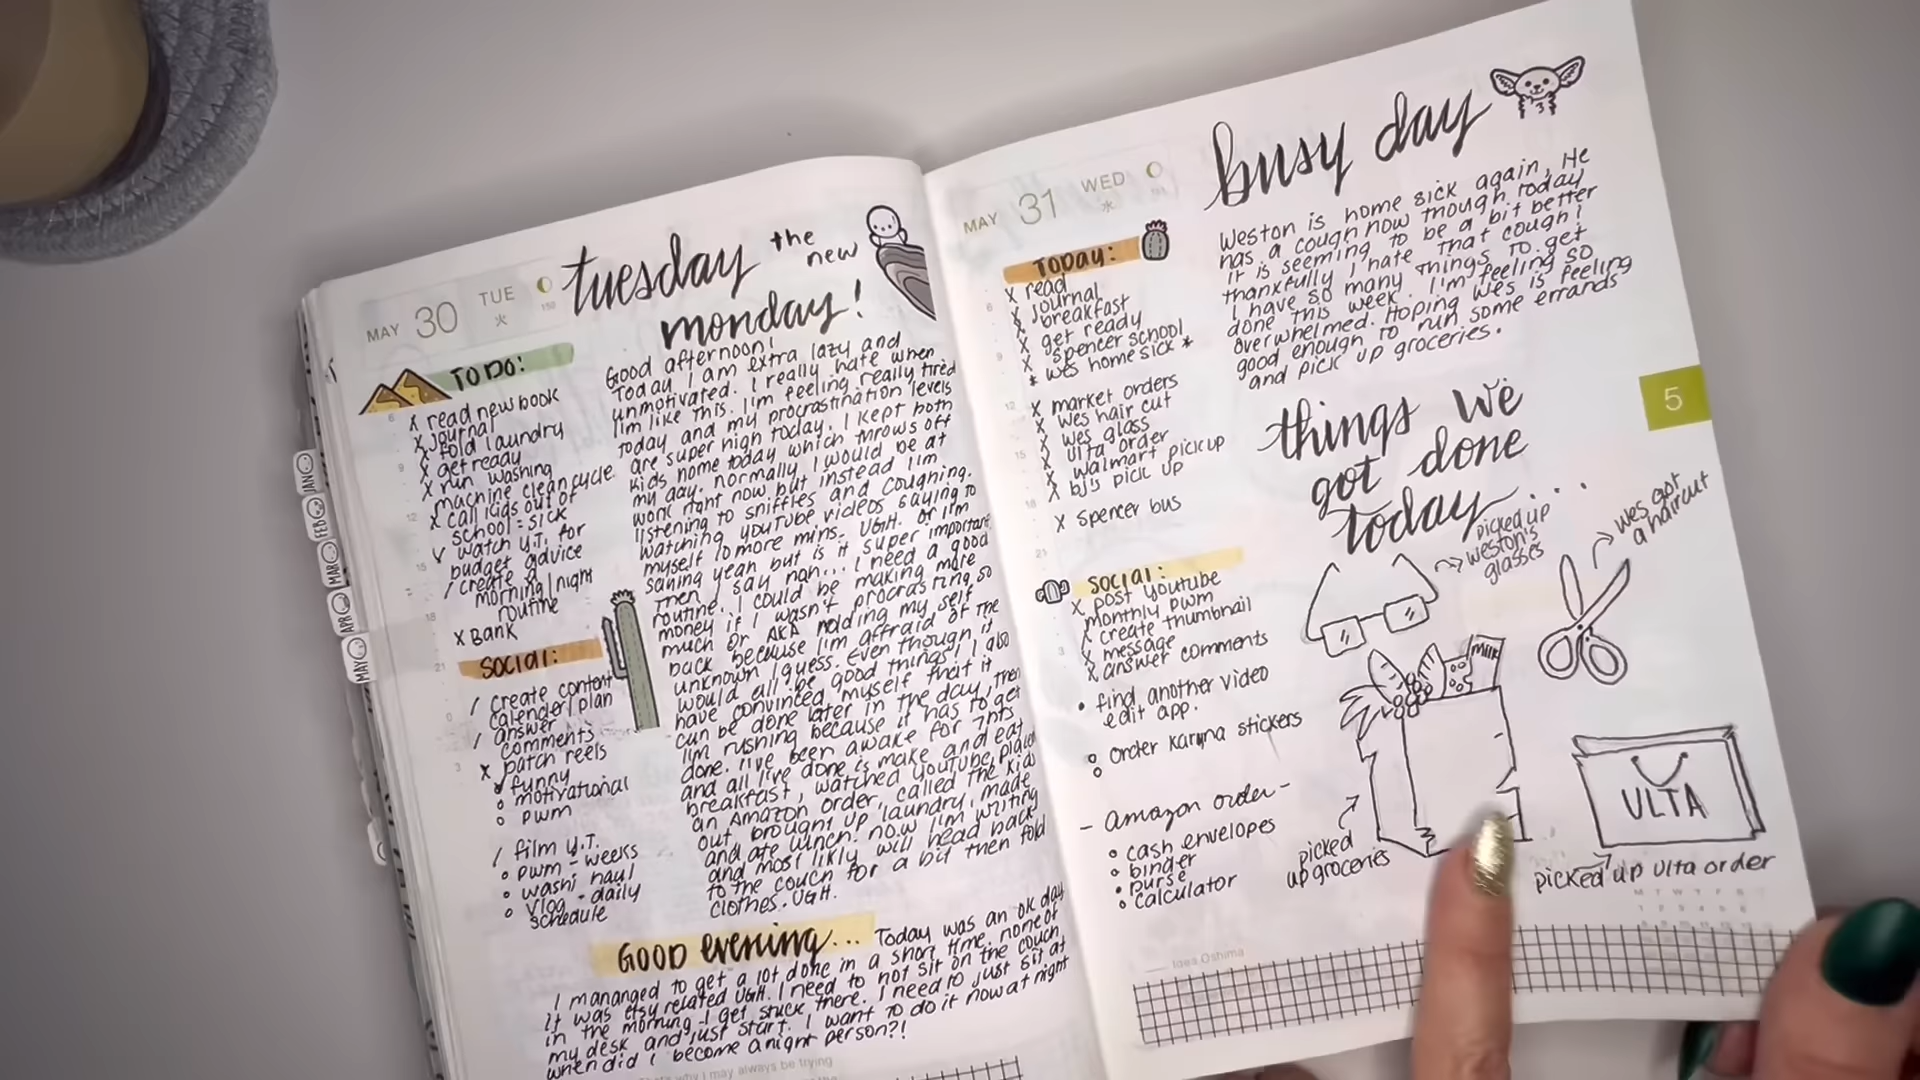 MAY 30 TUE
火
tuesday the new
monday!
TO DO:
x read new book
x journal
x fold laundry
x get ready
x run washing
machine clean cycle
x call kids out of
school = sick
✓ watch Y.T. for
budget advice
/ create a
morning/night
routine
x Bank
SOCIAL:
/ create content
calender/plan
/ answer
comments
x patch reels
funny
o motivational
o pwm
/ film Y.T.
o pwm - weeks
• washi haul
o vlog - daily
schedule
Good afternoon!
Today I am extra lazy and
unmotivated. I really hate when
I'm like this. I'm feeling really tired
today and my procrastination levels
are super high today. I kept both
kids home today which throws off
my day. normally I would be at
work right now but instead I'm
listening to sniffles and coughing.
watching YouTube videos saying to
myself 10 more mins. UGH. Or I'm
saying yeah but is it super important
Then I say nah... I need a good
routine. I could be making more
money if I wasn't procrastring so
much or AKA holding my self
back because I'm affraid of the
unknown I guess. Even though it
would all be good things! I also
have convinced myself that it
can be done later in the day, then
I'm rushing because it has to get
done. I've been awake for 7hrs
and all I've done is make and eat
breakfast, watched YouTube, placed
an Amazon order, called the kids
out, brought up laundry, made
and ate lunch. now I'm writing
and most likly will head back
to the couch for a bit then fold
clothes. UGH.
GOOD evening... Today was an ok day
I mananged to get a lot done in a short time. none of
it was etsy related UGH. I need to not sit on the couch
in the morning. I get stuck there. I need to just sit at
my desk and just start. I want to do it now at night
when did I become a night person?!
that's why I may always be trying
MAY 31 WED
水
busy day
TODAY:
x read
x journal
x breakfast
x get ready
x spencer school
* wes home sick *
x market orders
x wes hair cut
x wes glass
x ulta order
x walmart pick up
x bj's pick up
x spencer bus
SOCIAL:
x post youtube
monthly pwm
x create thumbnail
x message
x answer comments
• find another video
edit app.
o order Karyna stickers
o
- amazon order -
o cash envelopes
o binder
• purse
o calculator
Weston is home sick again, He
has a cough now though. today
it is seeming to be a bit better
thankfully I hate that cough!
I have so many things to get
done this week. I'm feeling so
overwhelmed. Hoping Wes is feeling
good enough to run some errands
and pick up groceries.
things we
got done
today...
picked up
weston's
glasses
wes got
a haircut
MILK
ULTA
picked
up groceries
picked up ulta order
5
M T W T F S S